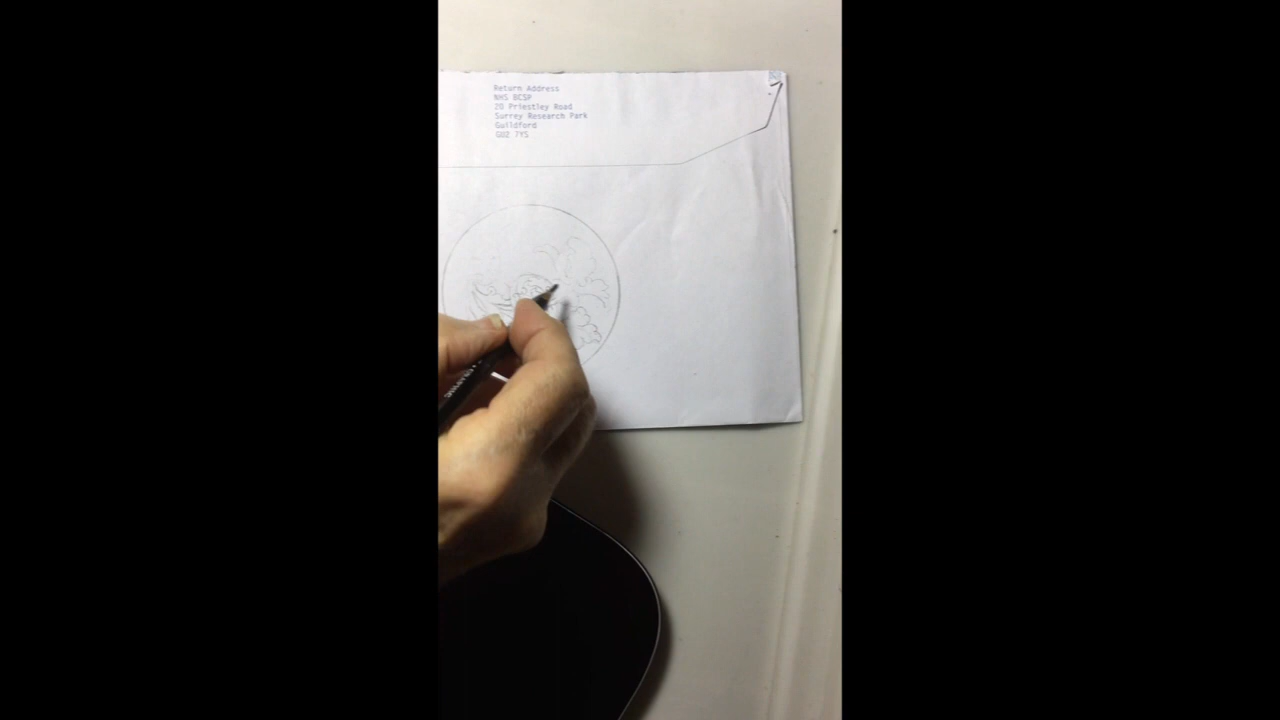 Return Address
NHS BCSP
20 Priestley Road
Surrey Research Park
Guildford
GU2 7YS